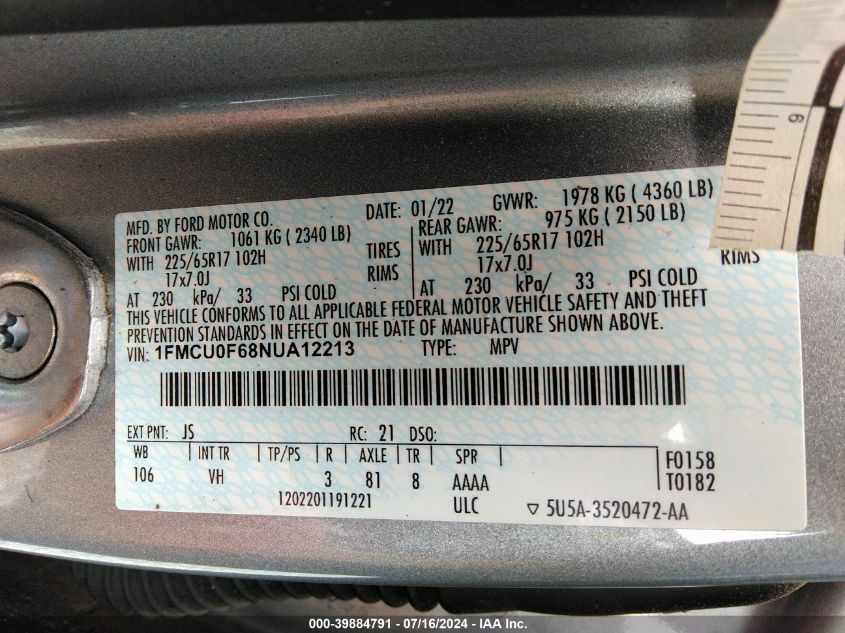 9
MFD. BY FORD MOTOR CO. DATE: 01/22 GVWR: 1978 KG ( 4360 LB)
FRONT GAWR: 1061 KG ( 2340 LB) REAR GAWR: 975 KG ( 2150 LB)
WITH 225/65R17 102H TIRES WITH 225/65R17 102H
17x7.0J RIMS 17x7.0J RIMS
AT 230 kPa/ 33 PSI COLD AT 230 kPa/ 33 PSI COLD
THIS VEHICLE CONFORMS TO ALL APPLICABLE FEDERAL MOTOR VEHICLE SAFETY AND THEFT
PREVENTION STANDARDS IN EFFECT ON THE DATE OF MANUFACTURE SHOWN ABOVE.
VIN: 1FMCU0F68NUA12213 TYPE: MPV
EXT PNT: JS RC: 21 DSO:
WB INT TR TP/PS R AXLE TR SPR
106 VH 3 81 8 AAAA
F0158
T0182
1202201191221 ULC ▽ 5U5A-3520472-AA
000-39884791 - 07/16/2024 - IAA Inc.